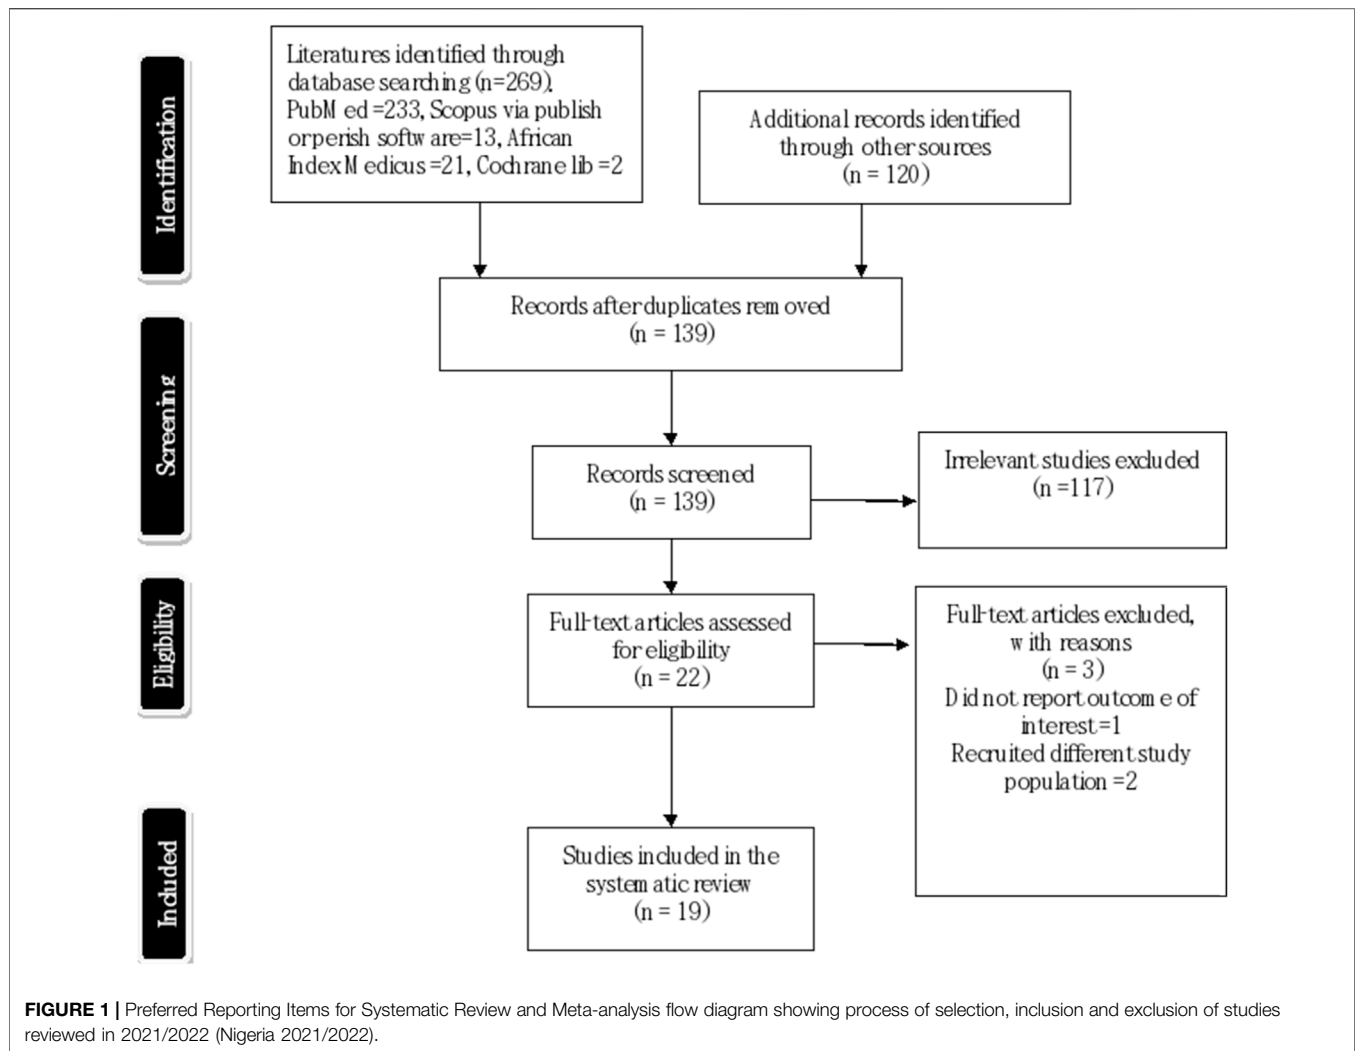 Identification
Literatures identified through
database searching (n=269).
PubMed =233, Scopus via publish
or perish software=13, African
Index Medicus =21, Cochrane lib =2
Additional records identified
through other sources
(n = 120)
Records after duplicates removed
(n = 139)
Screening
Records screened
(n = 139)
Irrelevant studies excluded
(n =117)
Eligibility
Full-text articles assessed
for eligibility
(n = 22)
Full-text articles excluded,
with reasons
(n = 3)
Did not report outcome of
interest=1
Recruited different study
population =2
Included
Studies included in the
systematic review
(n = 19)
FIGURE 1 | Preferred Reporting Items for Systematic Review and Meta-analysis flow diagram showing process of selection, inclusion and exclusion of studies
reviewed in 2021/2022 (Nigeria 2021/2022).